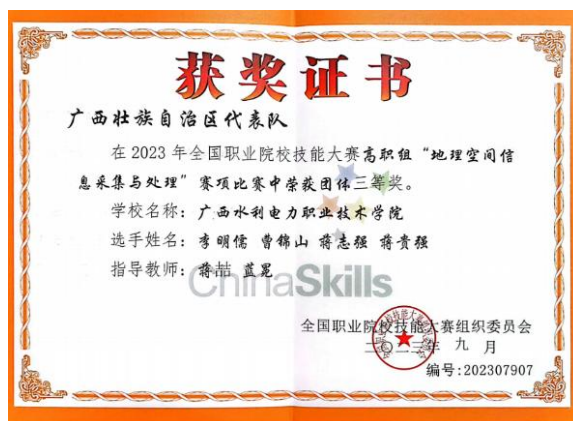 获奖证书
广西壮族自治区代表队
在2023年全国职业院校技能大赛高职组“地理空间信
息采集与处理”赛项比赛中荣获团体三等奖。
学校名称：广西水利电力职业技术学院
选手姓名：李明儒 曹锦山 蒋志强 蒋贵强
指导教师：蒋喆 蓝冕
ChinaSkills
全国职业院校技能大赛组织委员会
二〇二三年 九 月
编号:202307907